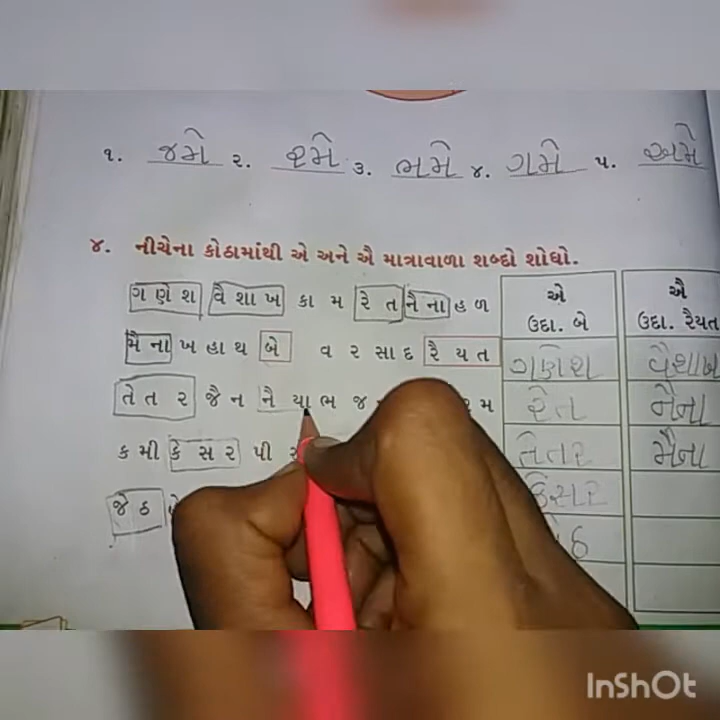 ૧. જમે ૨. રમે ૩. ભમે ૪. ગમે ૫. અમે
૪. નીચેના કોઠામાંથી એ અને ઐ માત્રાવાળા શબ્દો શોધો.
ગ ણે શ વૈ શા ખ કા મ રે ત નૈ ના હ ળ
મૈ ના ખ હા થ બે વ ર સા દ રૈ ય ત
તે ત ર જૈ ન નૈ યા ભ જ મ
ક મી કે સ ર પી
જે ઠ
એ ઐ
ઉદા. બે ઉદા. રૈયત
ગણેશ વૈશાખ
રેત નૈના
તેતર મૈના
કેસર
InShOt